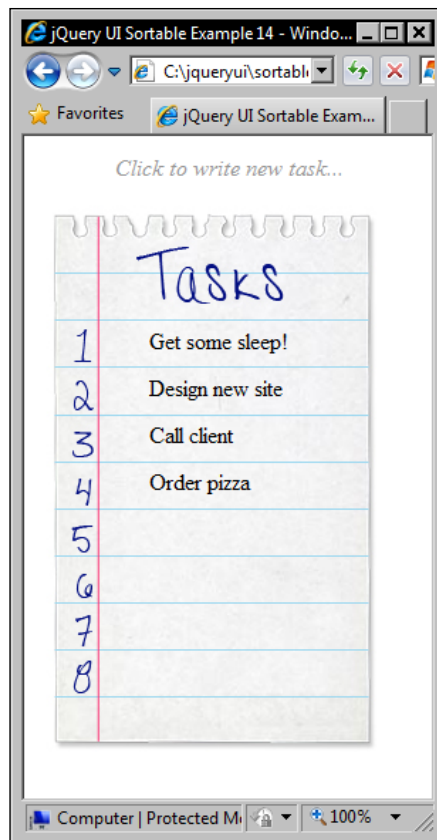 jQuery UI Sortable Example 14 - Windo...
C:\jqueryui\sortabl
Favorites
jQuery UI Sortable Exam...
Click to write new task...
Tasks
1 Get some sleep!
2 Design new site
3 Call client
4 Order pizza
5
6
7
8
Computer | Protected M
100%